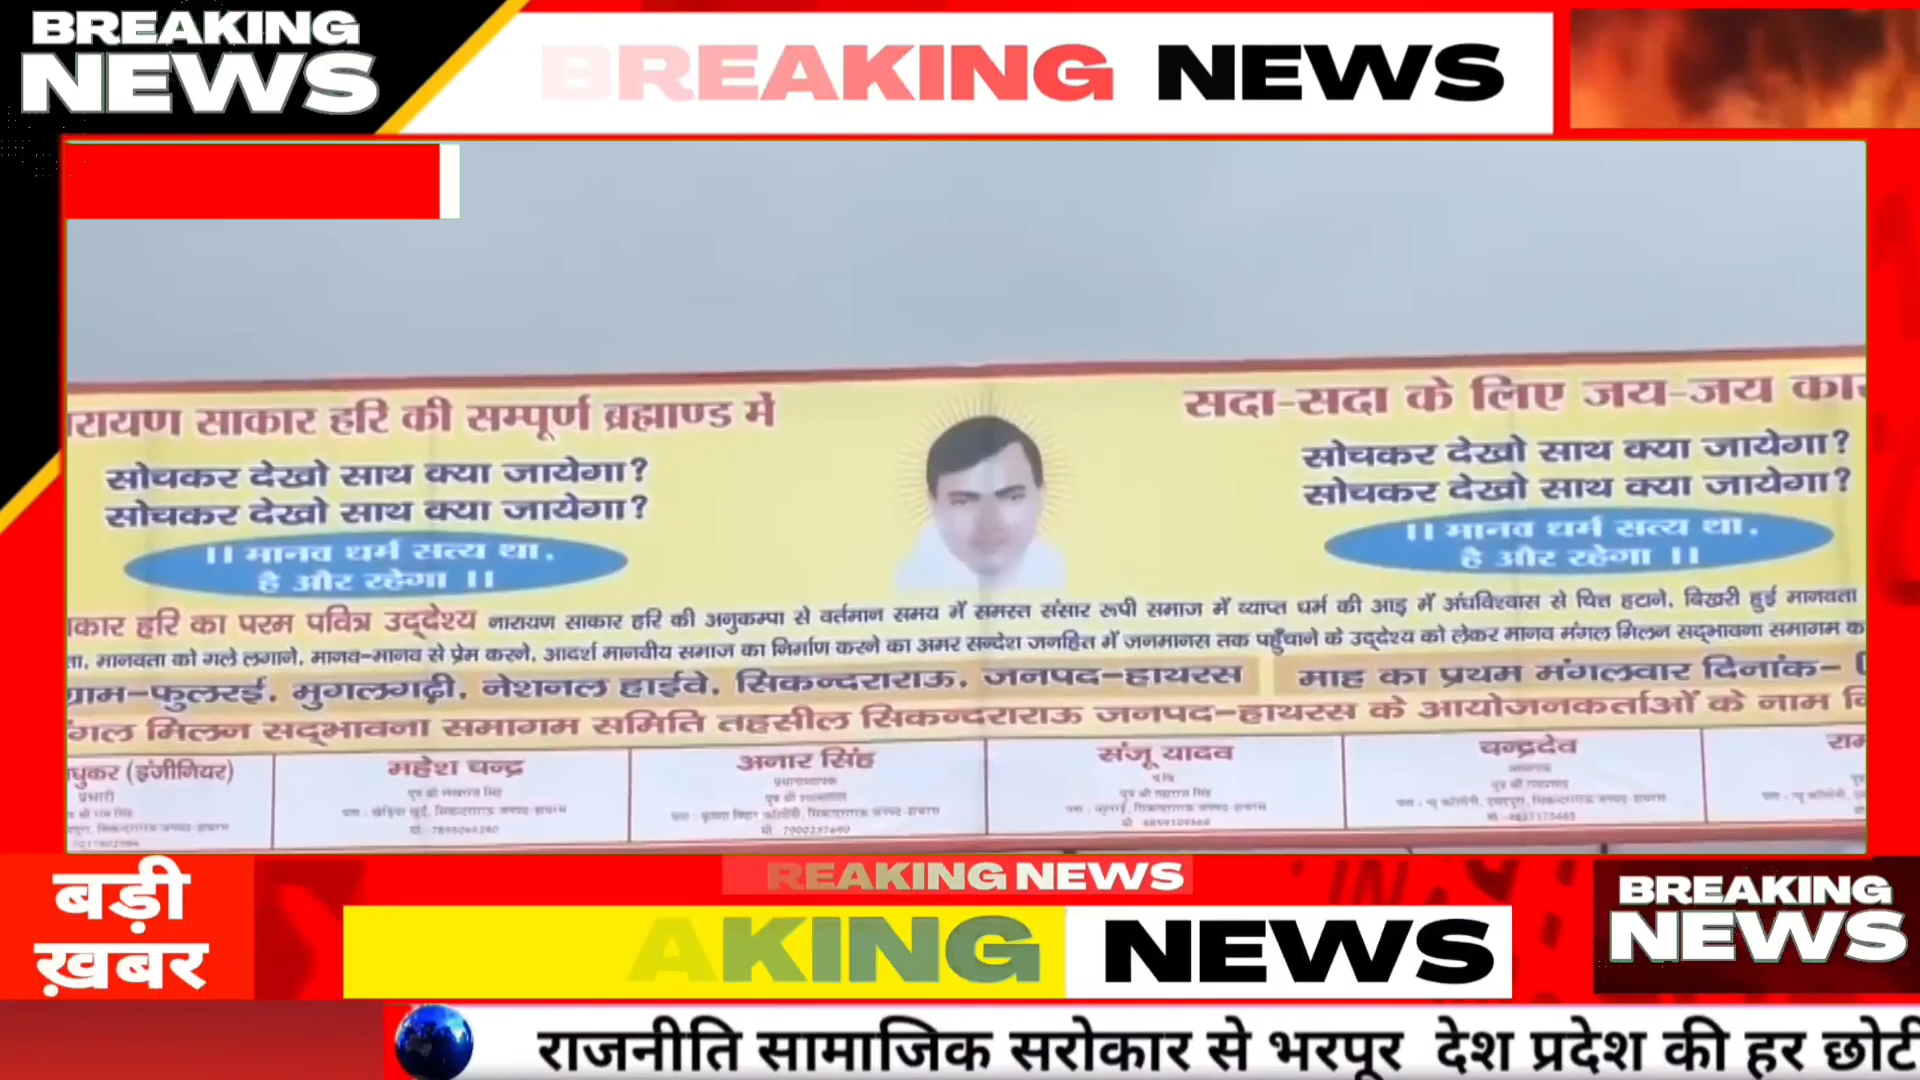 BREAKING
NEWS
BREAKING NEWS
रायण साकार हरि की सम्पूर्ण ब्रह्माण्ड में
सदा-सदा के लिए जय-जय
सोचकर देखो साथ क्या जायेगा?
सोचकर देखो साथ क्या जायेगा?
सोचकर देखो साथ क्या जायेगा?
सोचकर देखो साथ क्या जायेगा?
।। मानव धर्म सत्य था,
है और रहेगा ।।
।। मानव धर्म सत्य था,
है और रहेगा ।।
कार हरि का परम पवित्र उद्देश्य नारायण साकार हरि की अनुकम्पा से वर्तमान समय में समस्त संसार रूपी समाज में व्याप्त धर्म की आड़ में अंधविश्वास से चित्त हटाने, बिखरी हुई मानवता
मानवता को गले लगाने, मानव-मानव से प्रेम करने, आदर्श मानवीय समाज का निर्माण करने का अमर सन्देश जनहित में जनमानस तक पहुँचाने के उद्देश्य को लेकर मानव मंगल मिलन सद्भावना समागम
ग्राम-फुलरई, मुगलगढ़ी, नेशनल हाईवे, सिकन्दराराऊ, जनपद-हाथरस माह का प्रथम मंगलवार दिनांक-
गल मिलन सद्भावना समागम समिति तहसील सिकन्दराराऊ जनपद-हाथरस के आयोजनकर्ताओं के नाम
धुकर (इंजीनियर)
प्रभारी
महेश चन्द्र
अनार सिंह
प्रधानाध्यापक
संजू यादव
चन्द्रदेव
राम
बड़ी
ख़बर
REAKING NEWS
AKING NEWS
BREAKING
NEWS
राजनीति सामाजिक सरोकार से भरपूर देश प्रदेश की हर छोटी